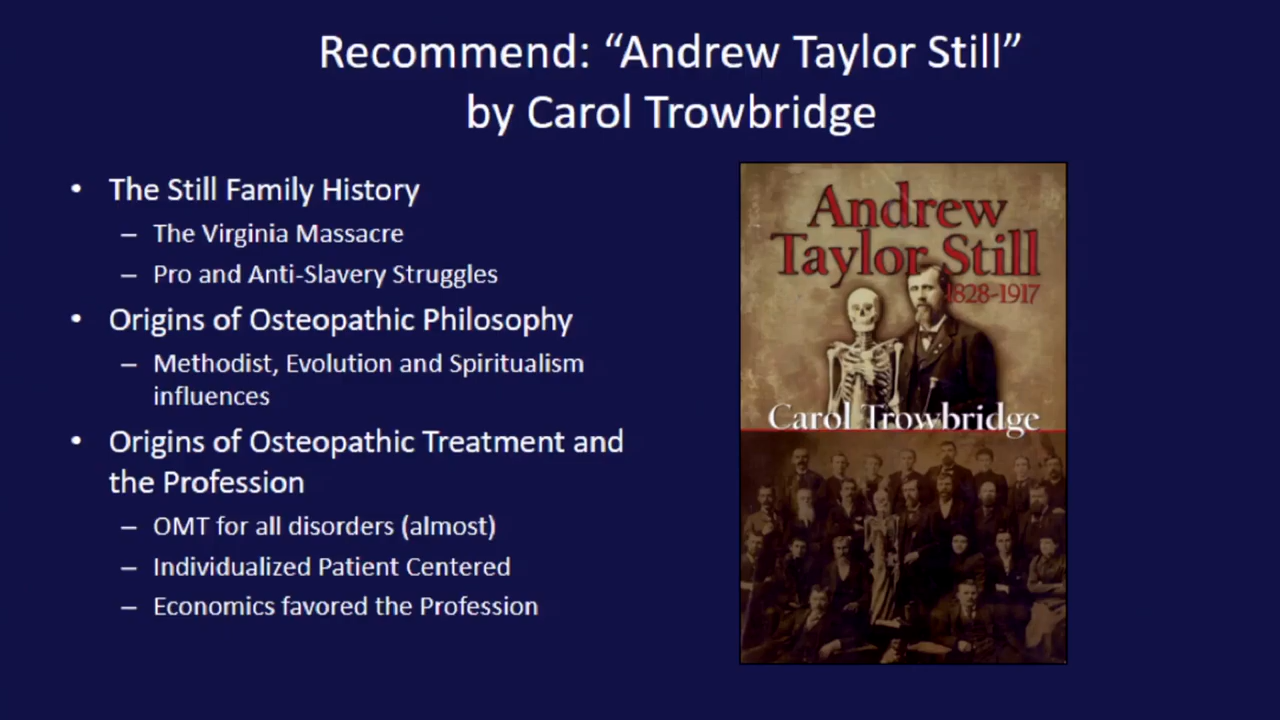 Recommend: “Andrew Taylor Still”
by Carol Trowbridge
• The Still Family History
– The Virginia Massacre
– Pro and Anti-Slavery Struggles
• Origins of Osteopathic Philosophy
– Methodist, Evolution and Spiritualism
influences
• Origins of Osteopathic Treatment and
the Profession
– OMT for all disorders (almost)
– Individualized Patient Centered
– Economics favored the Profession
Andrew
Taylor Still
1828-1917
Carol Trowbridge